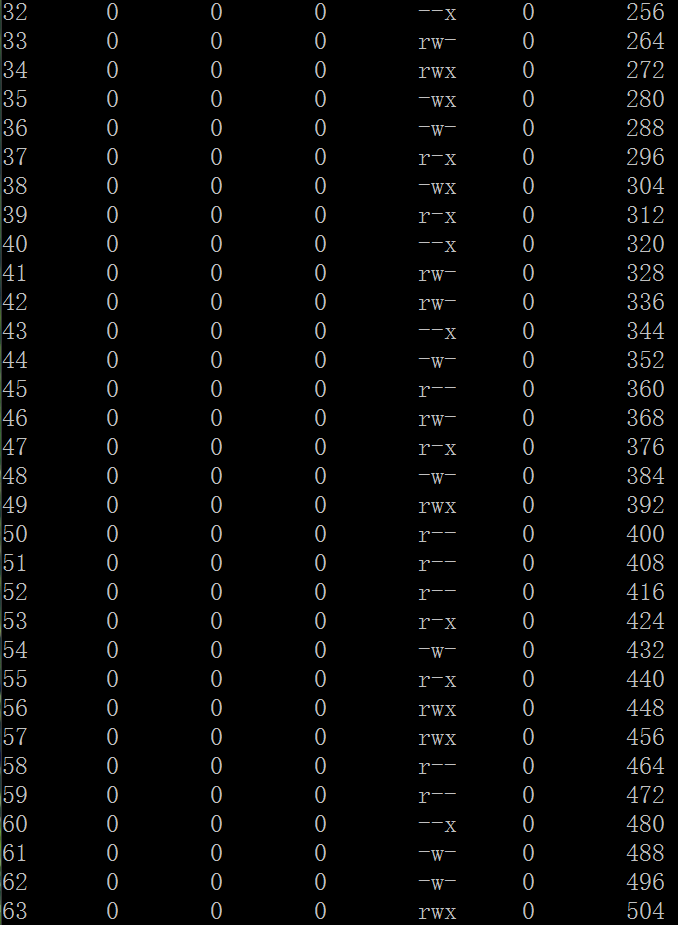 32 0 0 0 --x 0 256
33 0 0 0 rw- 0 264
34 0 0 0 rwx 0 272
35 0 0 0 -wx 0 280
36 0 0 0 -w- 0 288
37 0 0 0 r-x 0 296
38 0 0 0 -wx 0 304
39 0 0 0 r-x 0 312
40 0 0 0 --x 0 320
41 0 0 0 rw- 0 328
42 0 0 0 rw- 0 336
43 0 0 0 --x 0 344
44 0 0 0 -w- 0 352
45 0 0 0 r-- 0 360
46 0 0 0 rw- 0 368
47 0 0 0 r-x 0 376
48 0 0 0 -w- 0 384
49 0 0 0 rwx 0 392
50 0 0 0 r-- 0 400
51 0 0 0 r-- 0 408
52 0 0 0 r-- 0 416
53 0 0 0 r-x 0 424
54 0 0 0 -w- 0 432
55 0 0 0 r-x 0 440
56 0 0 0 rwx 0 448
57 0 0 0 rwx 0 456
58 0 0 0 r-- 0 464
59 0 0 0 r-- 0 472
60 0 0 0 --x 0 480
61 0 0 0 -w- 0 488
62 0 0 0 -w- 0 496
63 0 0 0 rwx 0 504